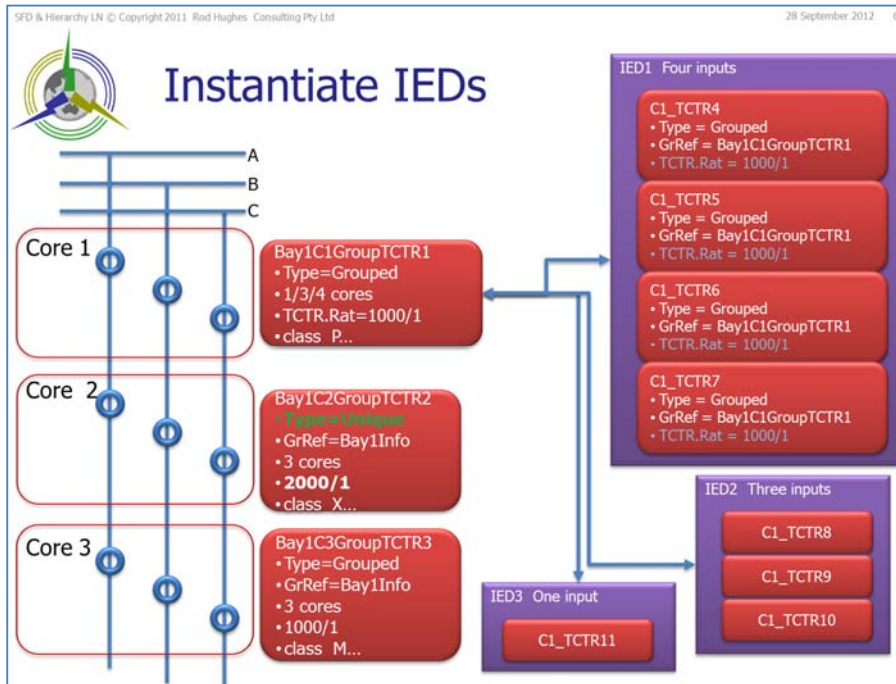 SFD & Hierarchy LN © Copyright 2011 Rod Hughes Consulting Pty Ltd
28 September 2012
Instantiate IEDs
A
B
C
Core 1
Bay1C1GroupTCTR1
• Type=Grouped
• 1/3/4 cores
• TCTR.Rat=1000/1
• class P...
Core 2
Bay1C2GroupTCTR2
• Type=Unique
• GrRef=Bay1Info
• 3 cores
• 2000/1
• class X...
Core 3
Bay1C3GroupTCTR3
• Type=Grouped
• GrRef=Bay1Info
• 3 cores
• 1000/1
• class M...
IED1 Four inputs
C1_TCTR4
• Type = Grouped
• GrRef = Bay1C1GroupTCTR1
• TCTR.Rat = 1000/1
C1_TCTR5
• Type = Grouped
• GrRef = Bay1C1GroupTCTR1
• TCTR.Rat = 1000/1
C1_TCTR6
• Type = Grouped
• GrRef = Bay1C1GroupTCTR1
• TCTR.Rat = 1000/1
C1_TCTR7
• Type = Grouped
• GrRef = Bay1C1GroupTCTR1
• TCTR.Rat = 1000/1
IED2 Three inputs
C1_TCTR8
C1_TCTR9
C1_TCTR10
IED3 One input
C1_TCTR11